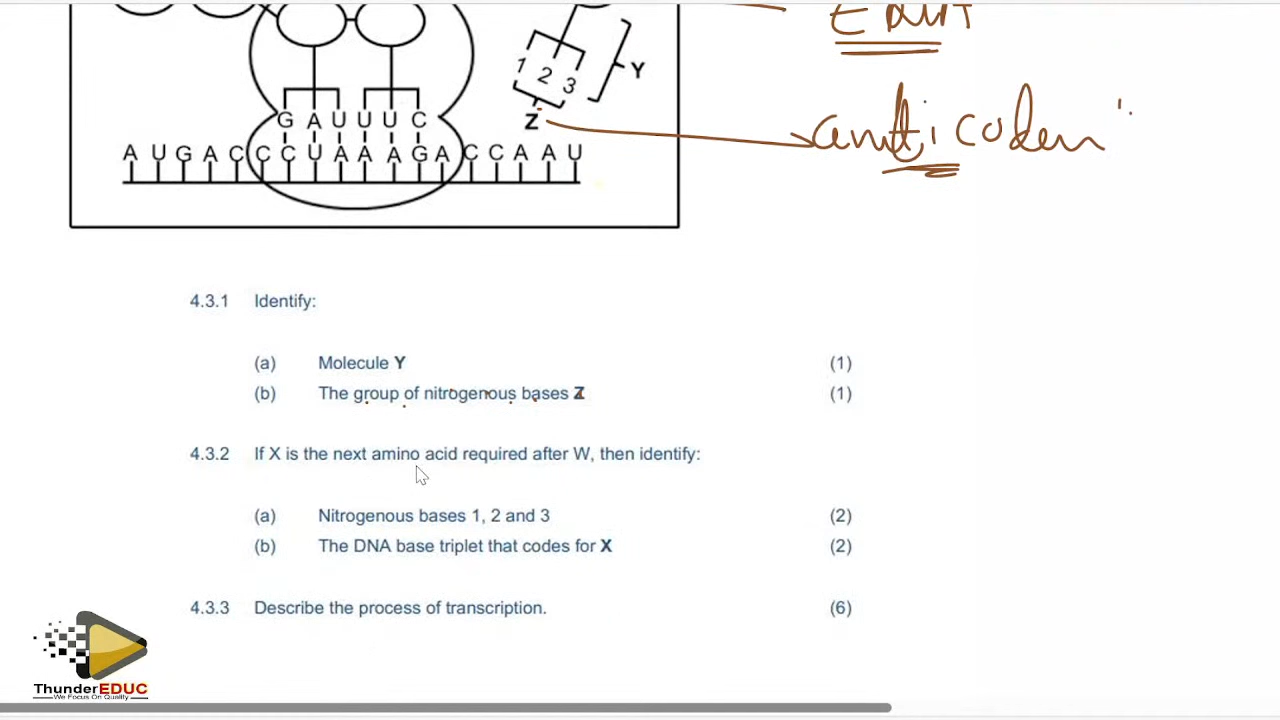 1 2 3
Y
G A U U U C
Z
anticodon
A U G A C C C U A A A G A C C A A U
4.3.1 Identify:
(a) Molecule Y (1)
(b) The group of nitrogenous bases Z (1)
4.3.2 If X is the next amino acid required after W, then identify:
(a) Nitrogenous bases 1, 2 and 3 (2)
(b) The DNA base triplet that codes for X (2)
4.3.3 Describe the process of transcription. (6)
ThunderEDUC
We Focus On Quality